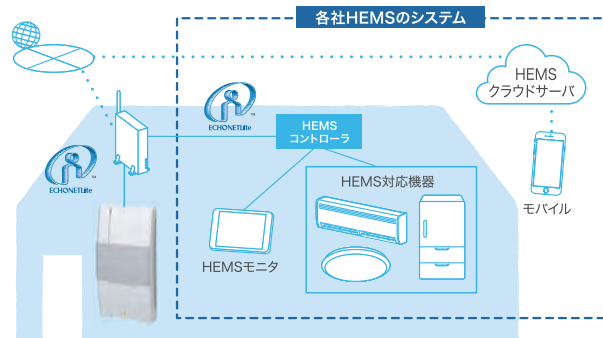 各社HEMSのシステム
HEMS
クラウドサーバ
ECHONETLite
TM
HEMS
コントローラ
ECHONETLite
TM
HEMS対応機器
モバイル
HEMSモニタ